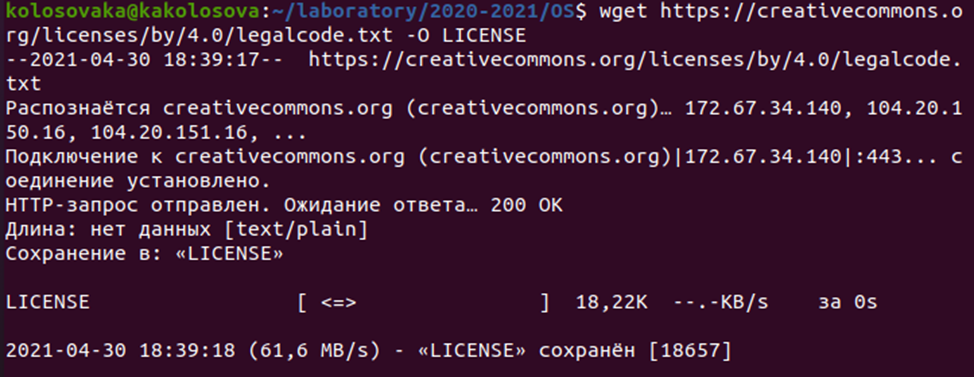 kolosovaka@kakolosova:~/laboratory/2020-2021/OS$ wget https://creativecommons.o
rg/licenses/by/4.0/legalcode.txt -O LICENSE
--2021-04-30 18:39:17--  https://creativecommons.org/licenses/by/4.0/legalcode.
txt
Распознаётся creativecommons.org (creativecommons.org)… 172.67.34.140, 104.20.1
50.16, 104.20.151.16, ...
Подключение к creativecommons.org (creativecommons.org)|172.67.34.140|:443... с
оединение установлено.
HTTP-запрос отправлен. Ожидание ответа… 200 OK
Длина: нет данных [text/plain]
Сохранение в: «LICENSE»
LICENSE                 [ <=>                ]  18,22K  --.-KB/s    за 0s
2021-04-30 18:39:18 (61,6 MB/s) - «LICENSE» сохранён [18657]